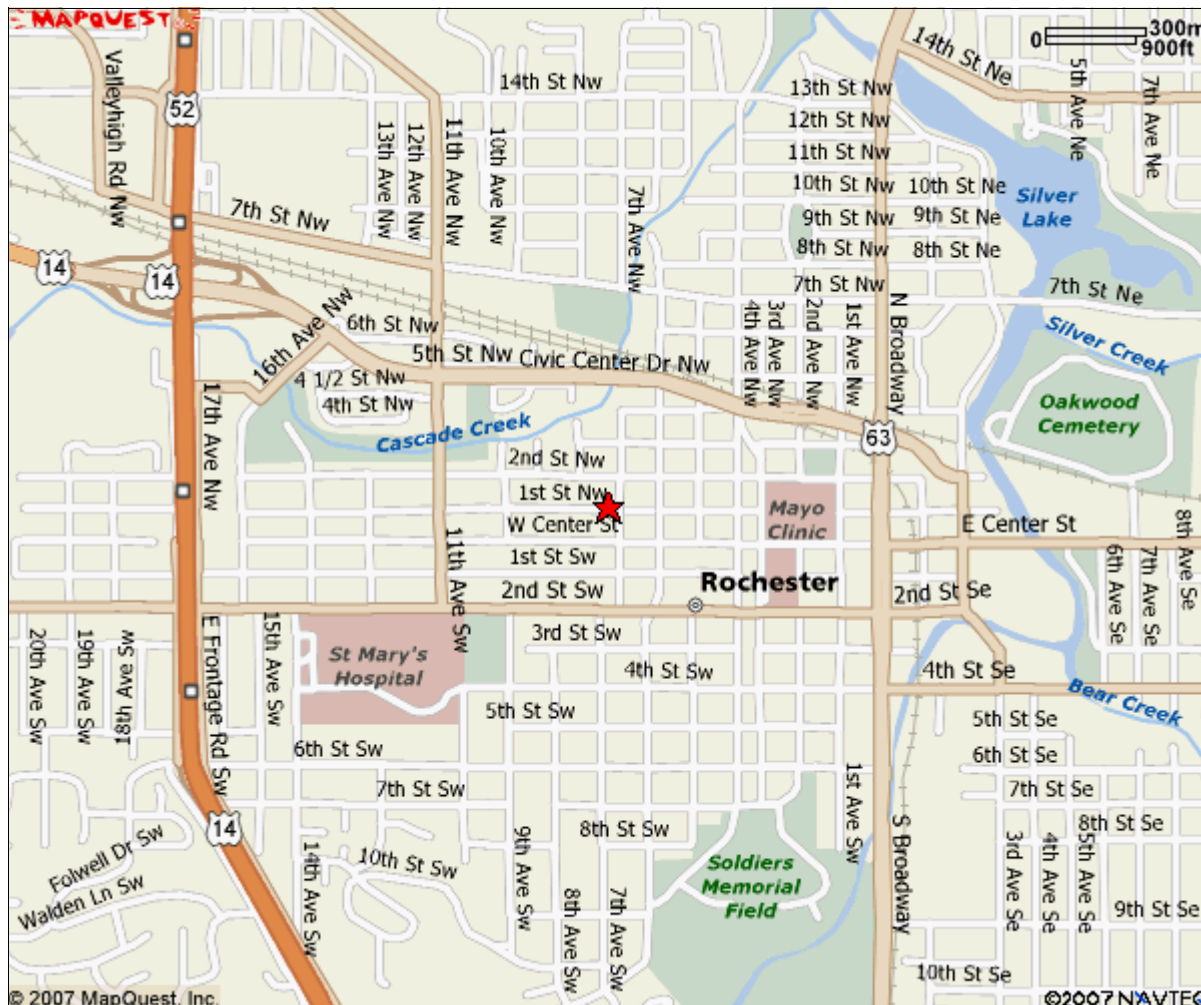 MAPQUEST
300m
0
900ft
14th St Ne
Valleyhigh Rd Nw
52
14th St Nw
13th St Nw
5th Ave Ne
7th Ave Ne
12th St Nw
13th Ave Nw
12th Ave Nw
11th Ave Nw
10th Ave Nw
11th St Nw
10th St Nw
10th St Ne
7th Ave Nw
Silver
Lake
7th St Nw
9th St Nw
9th St Ne
8th St Nw
8th St Ne
14
14
7th St Nw
7th St Ne
16th Ave Nw
6th St Nw
4th Ave Nw
3rd Ave Nw
2nd Ave Nw
1st Ave Nw
N Broadway
Silver Creek
5th St Nw
Civic Center Dr Nw
4 1/2 St Nw
4th St Nw
17th Ave Nw
Cascade Creek
Oakwood
Cemetery
63
2nd St Nw
1st St Nw
Mayo
Clinic
W Center St
E Center St
8th Ave Se
11th Ave Sw
1st St Sw
Rochester
6th Ave Se
7th Ave Se
2nd St Sw
2nd St Se
20th Ave Sw
19th Ave Sw
18th Ave Sw
E Frontage Rd Sw
15th Ave Sw
3rd St Sw
St Mary's
Hospital
4th St Sw
4th St Se
Bear Creek
5th St Sw
5th St Se
6th St Sw
6th St Se
7th St Sw
1st Ave Sw
7th St Se
14
9th Ave Sw
8th St Sw
S Broadway
8th St Se
Folwell Dr Sw
14th Ave Sw
10th St Sw
Soldiers
Memorial
Field
3rd Ave Se
4th Ave Se
5th Ave Se
Walden Ln Sw
8th Ave Sw
7th Ave Sw
9th St Se
10th St Se
© 2007 MapQuest, Inc.
©2007 NAVTEQ